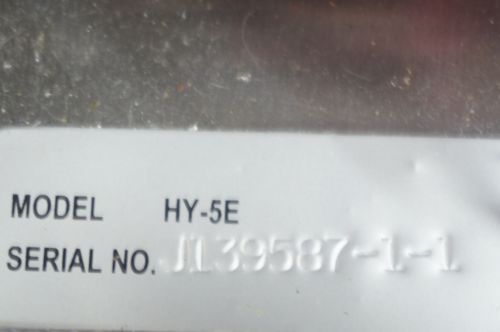 MODEL HY-5E
SERIAL NO. J139587-1-1